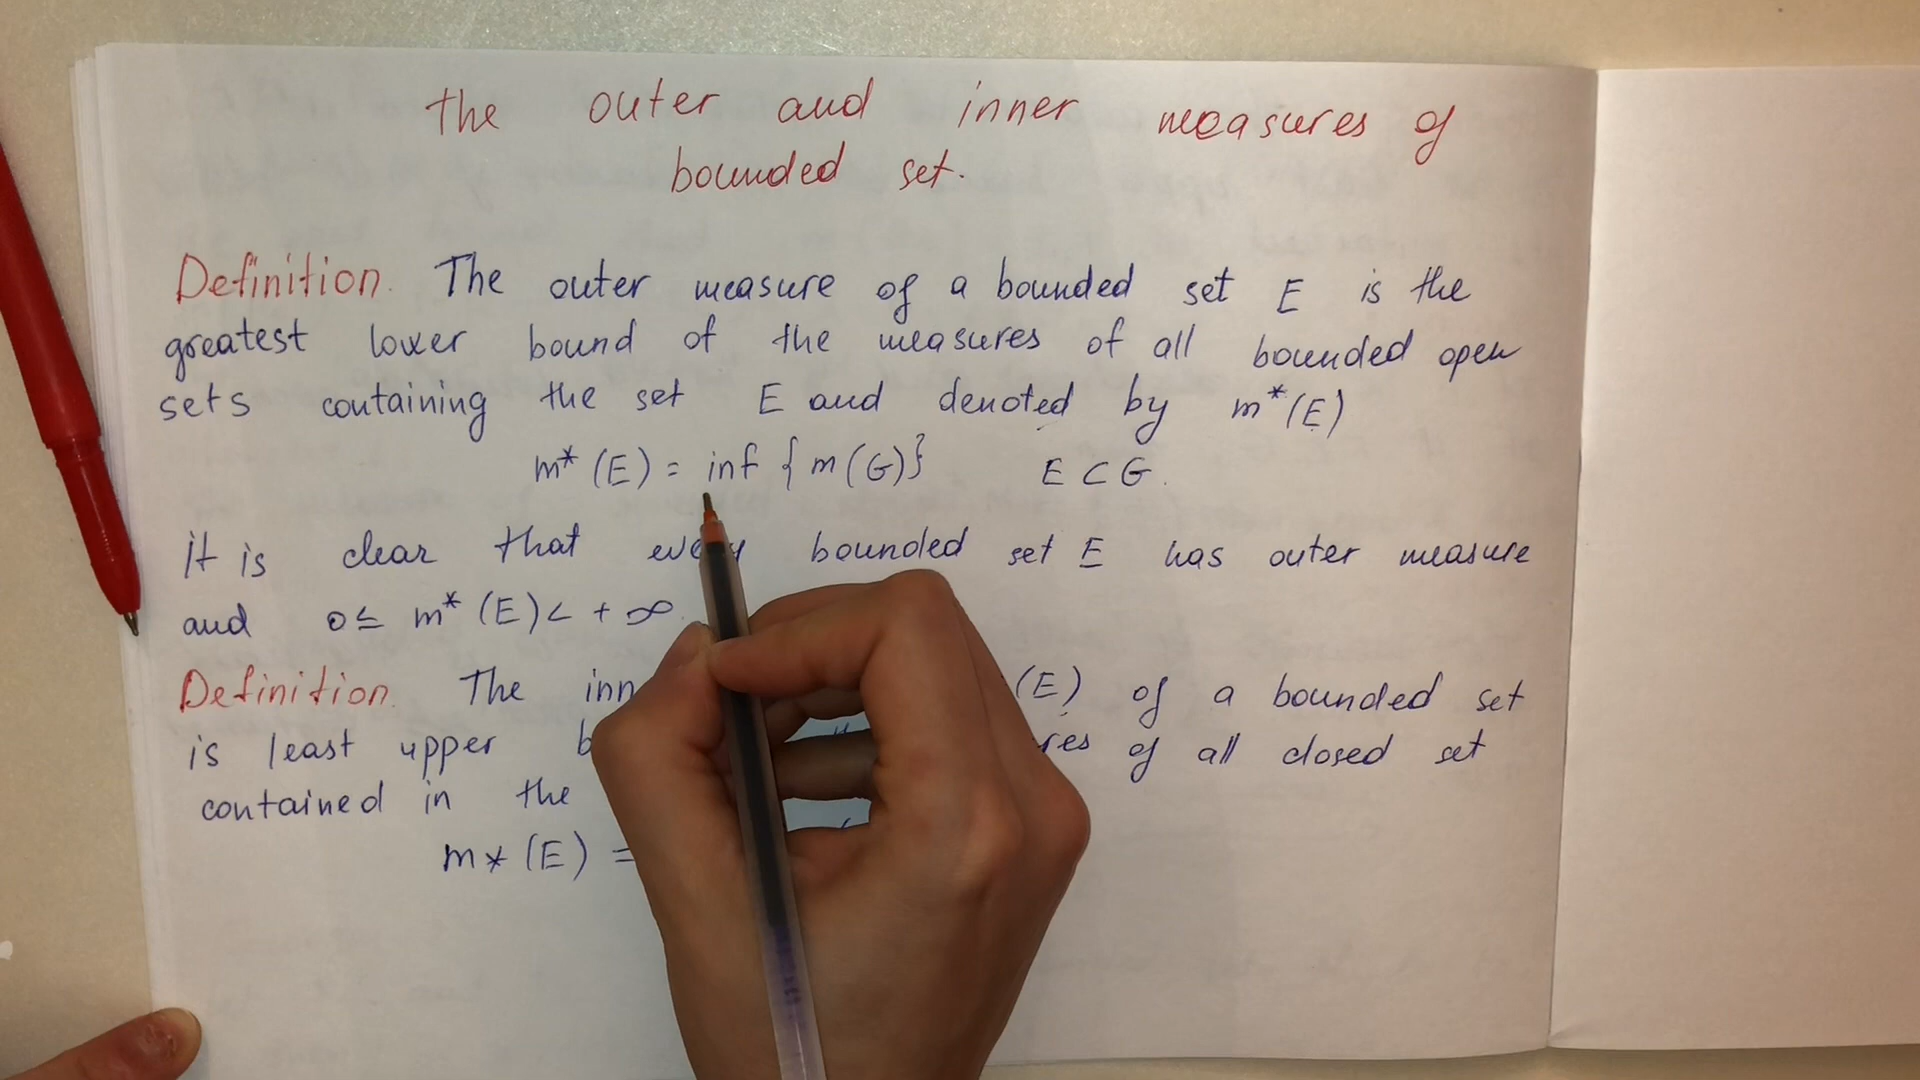 The outer and inner measures of
bounded set.
Definition. The outer measure of a bounded set E is the
greatest lower bound of the measures of all bounded open
sets containing the set E and denoted by m*(E)
m*(E) = inf { m(G)} E ⊂ G.
it is clear that every bounded set E has outer measure
and 0 ≤ m*(E) < + ∞
Definition. The (E) of a bounded set
is least upper of all closed set
contained in the
m*(E) =